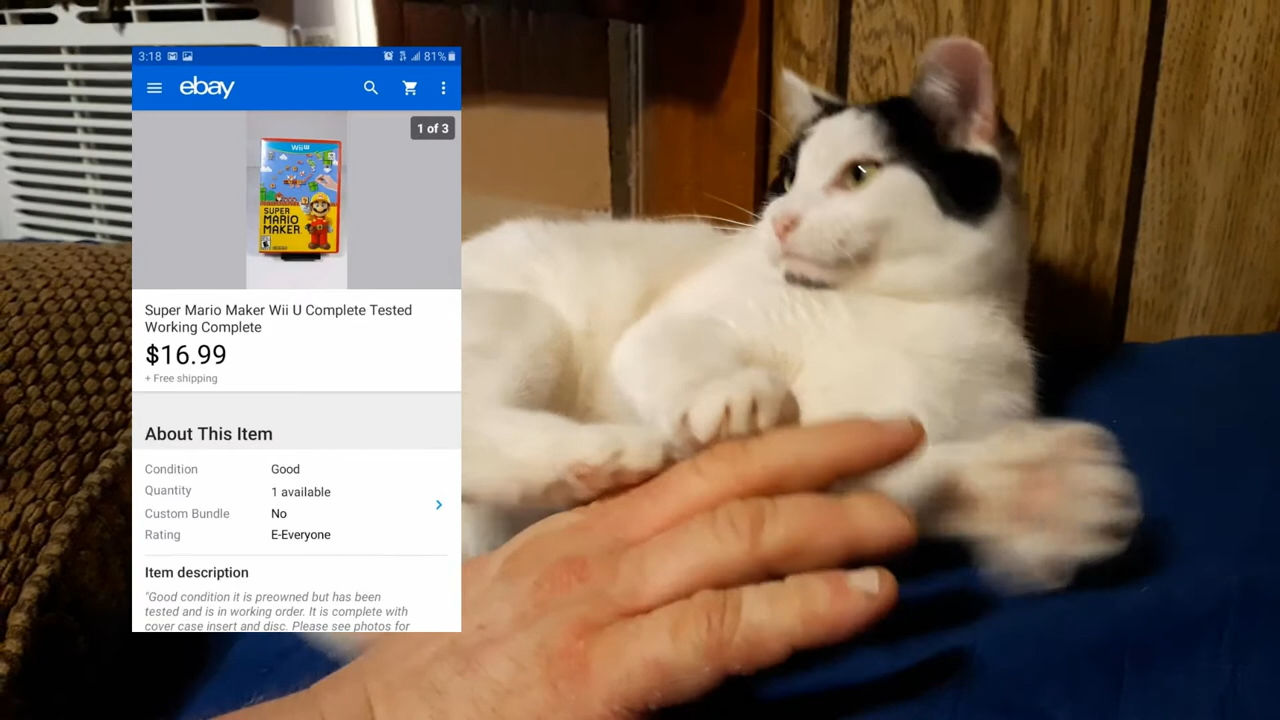 3:18 81%
ebay
1 of 3
Wii U
SUPER
MARIO
MAKER
Super Mario Maker Wii U Complete Tested
Working Complete
$16.99
+ Free shipping
About This Item
Condition Good
Quantity 1 available
Custom Bundle No
Rating E-Everyone
Item description
"Good condition it is preowned but has been
tested and is in working order. It is complete with
cover case insert and disc. Please see photos for